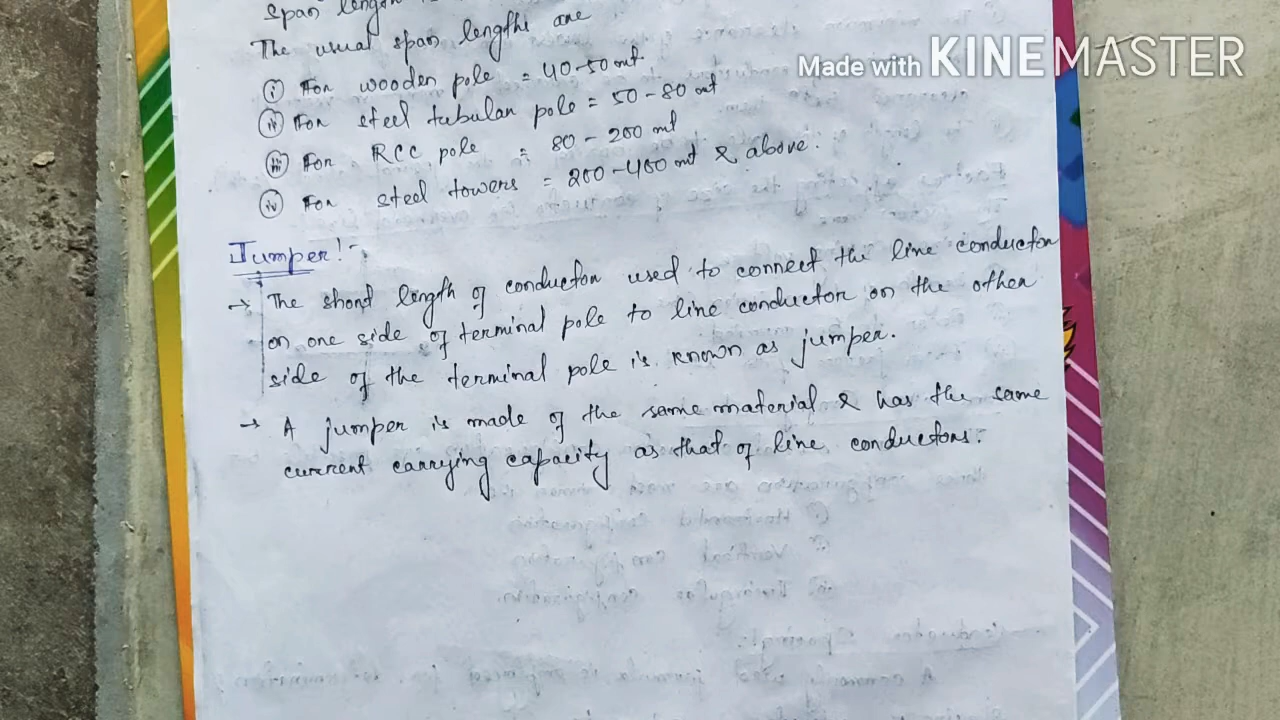 span length
The usual span lengths are
(i) For wooden pole = 40-50 mt
(ii) For steel tubular pole = 50-80 mt
(iii) For RCC pole = 80-200 mt
(iv) For steel towers = 200-400 mt & above.
Jumper:-
→ The short length of conductor used to connect the line conductor
on one side of terminal pole to line conductor on the other
side of the terminal pole is known as jumper.
→ A jumper is made of the same material & has the same
current carrying capacity as that of line conductors.
Made with KINEMASTER